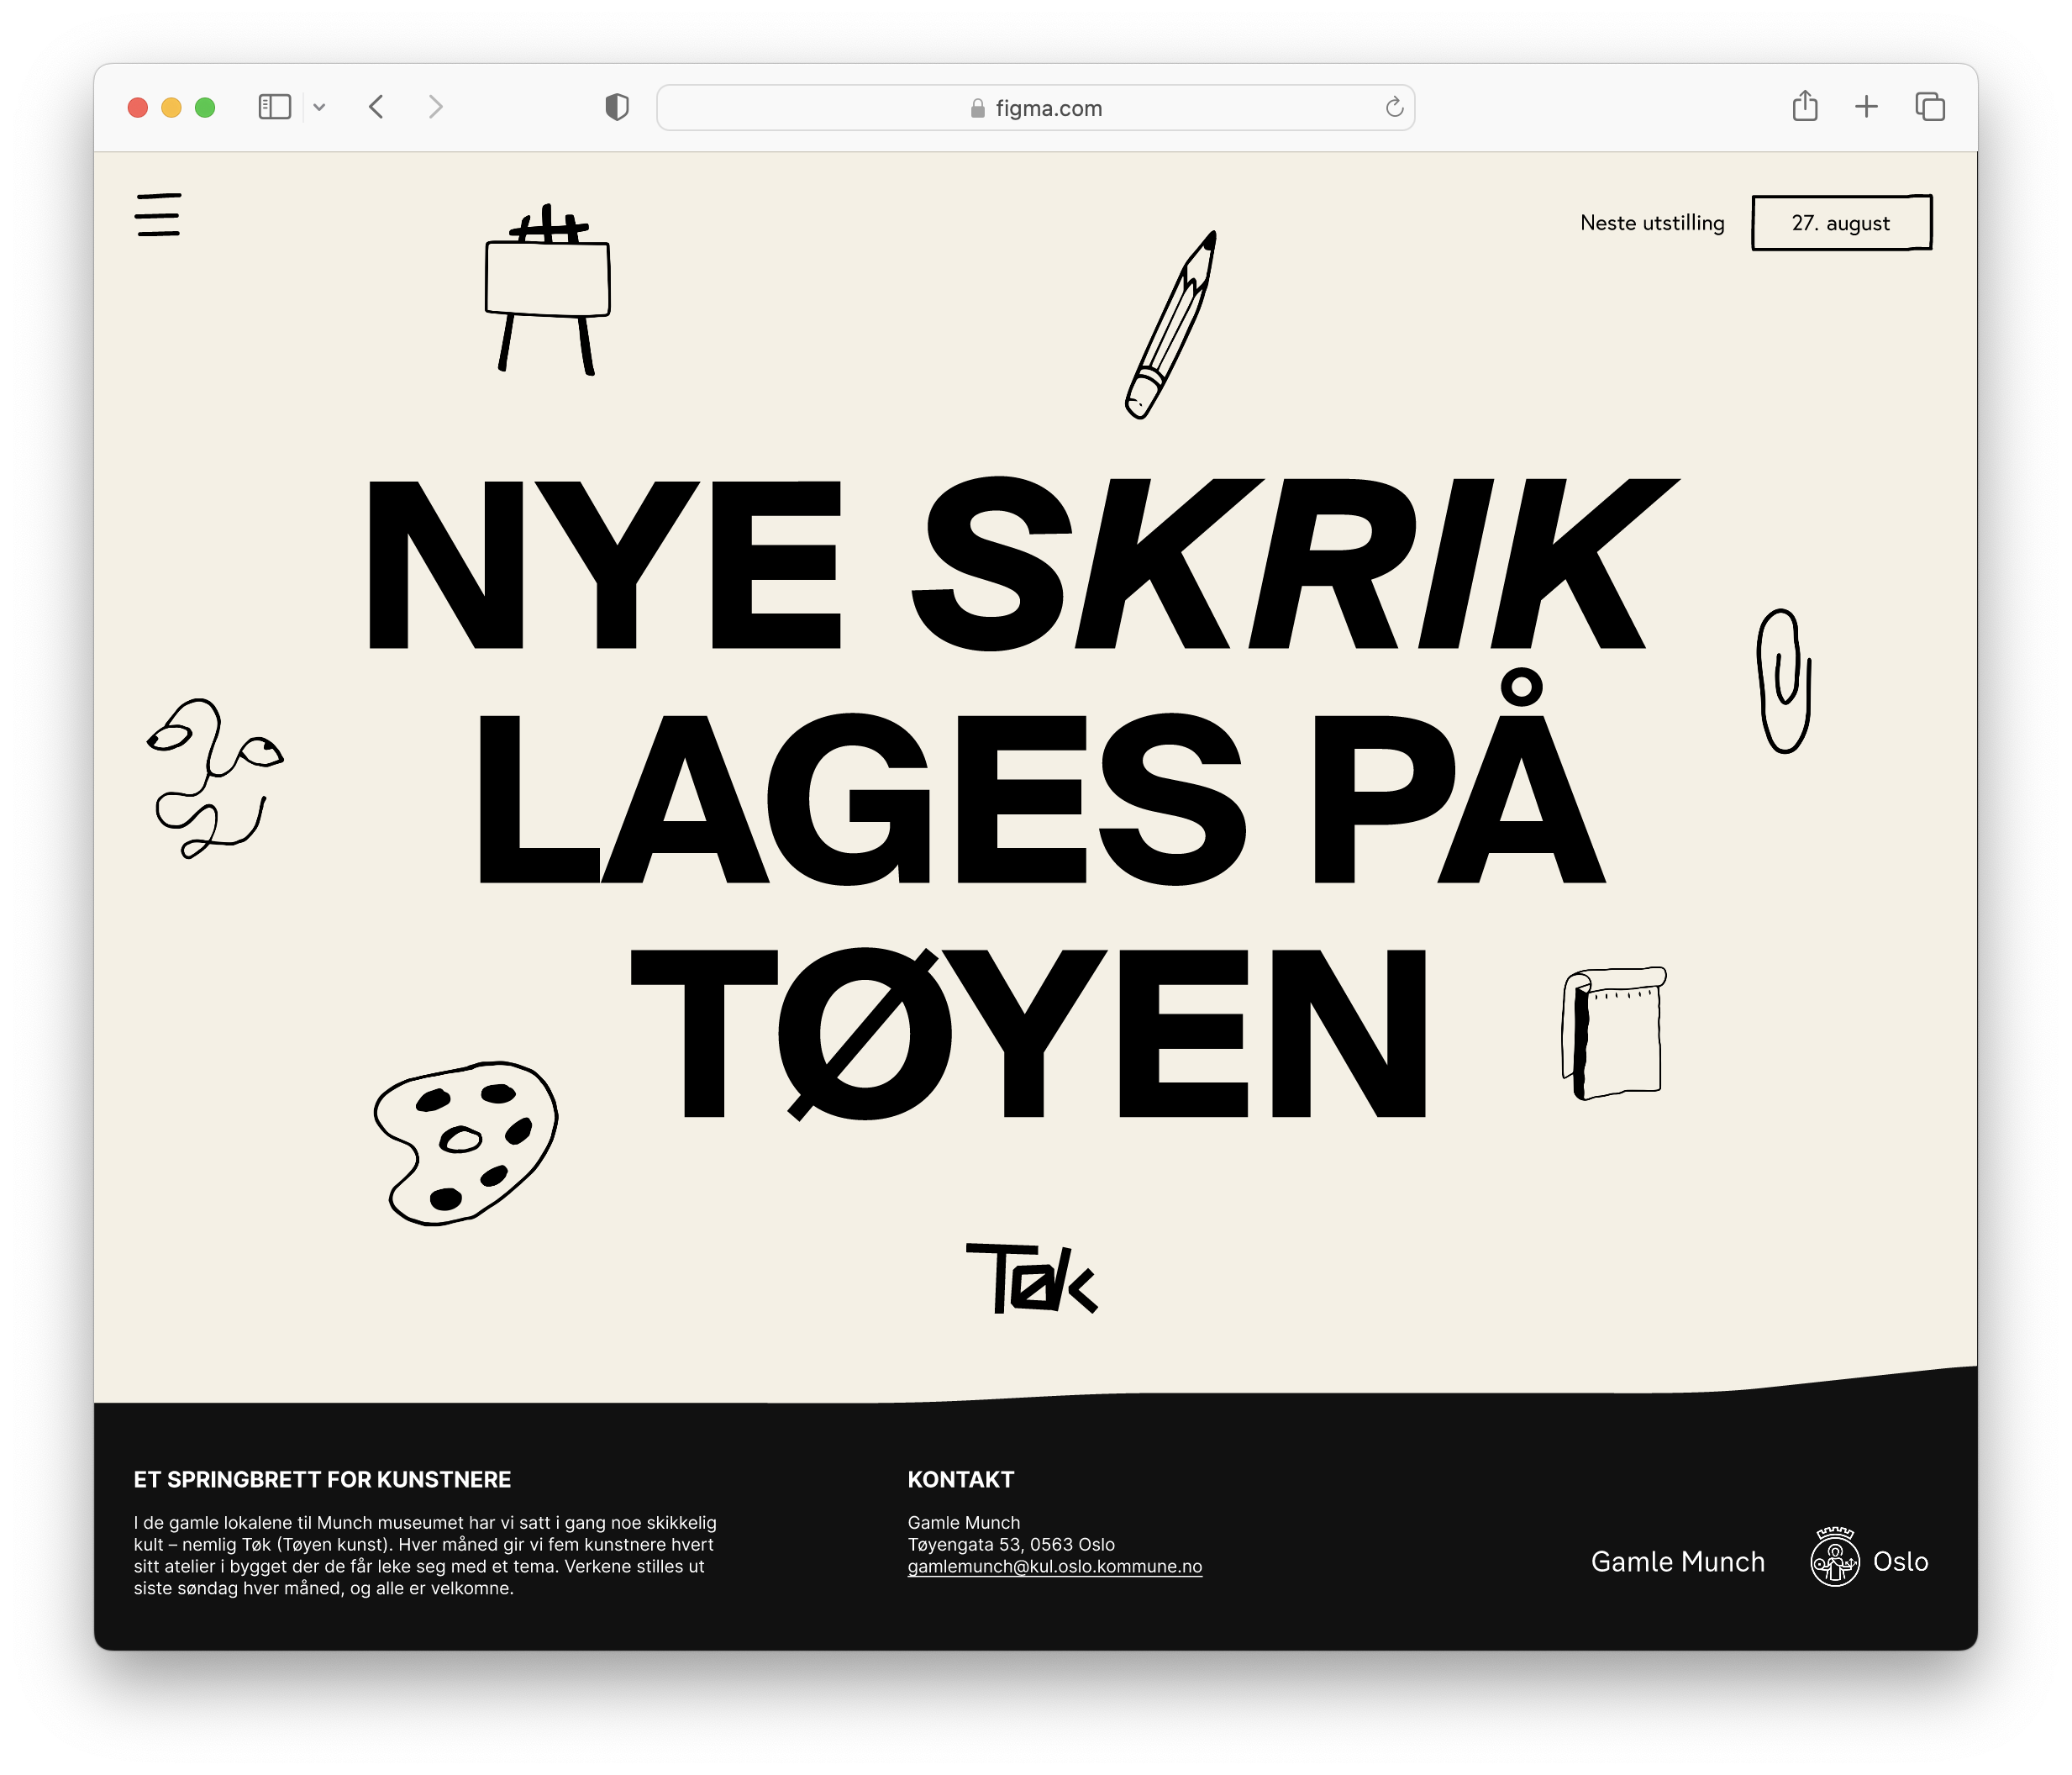 figma.com
Neste utstilling
27. august
NYE SKRIK
LAGES PÅ
TØYEN
Tøk
ET SPRINGBRETT FOR KUNSTNERE
I de gamle lokalene til Munch museumet har vi satt i gang noe skikkelig
kult – nemlig Tøk (Tøyen kunst). Hver måned gir vi fem kunstnere hvert
sitt atelier i bygget der de får leke seg med et tema. Verkene stilles ut
siste søndag hver måned, og alle er velkomne.
KONTAKT
Gamle Munch
Tøyengata 53, 0563 Oslo
gamlemunch@kul.oslo.kommune.no
Gamle Munch
Oslo